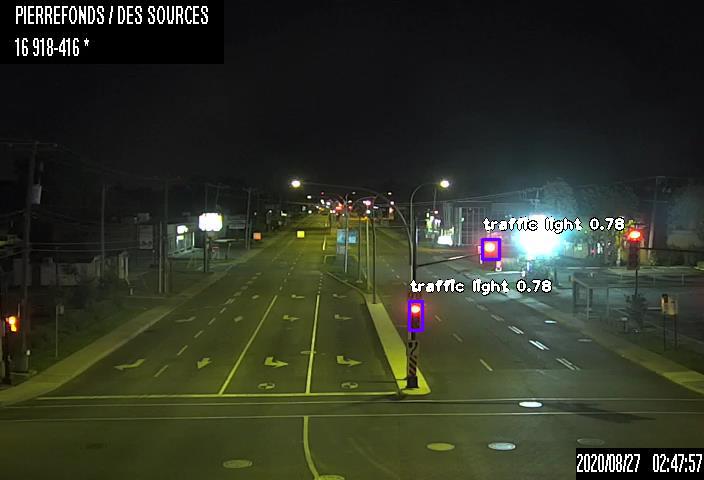 PIERREFONDS / DES SOURCES
16 918-416 *
traffic light 0.78
traffic light 0.78
2020/08/27 02:47:57